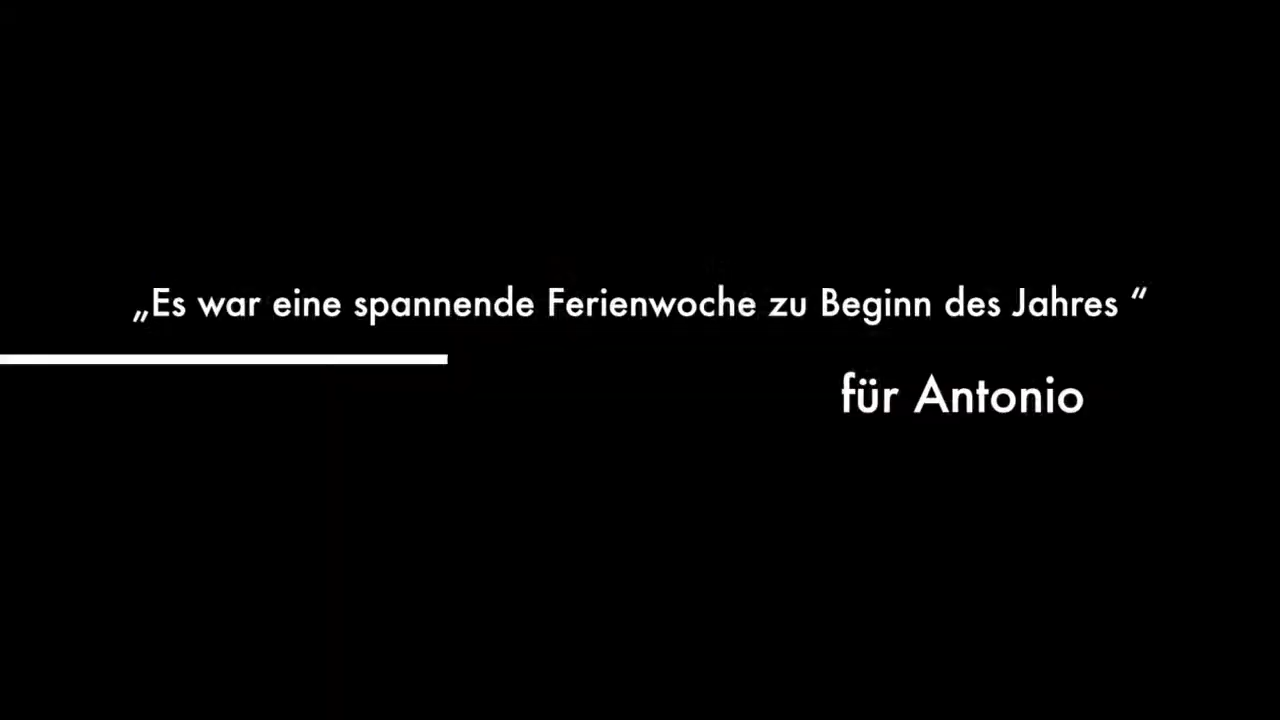 „Es war eine spannende Ferienwoche zu Beginn des Jahres “
für Antonio